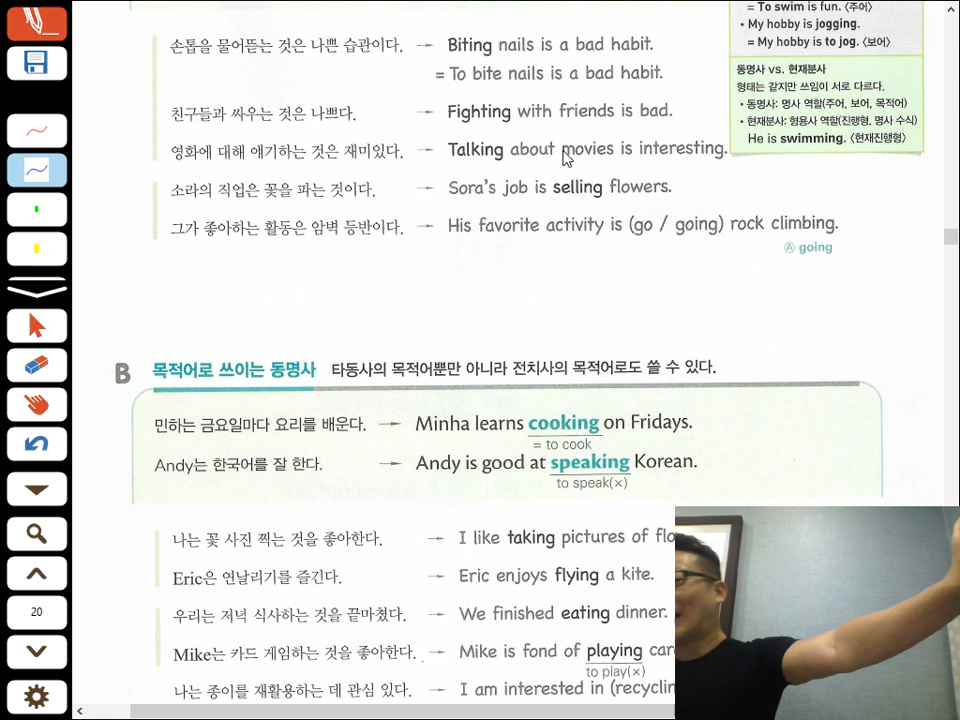 = To swim is fun. <주어>
• My hobby is jogging.
= My hobby is to jog. <보어>
동명사 vs. 현재분사
형태는 같지만 쓰임이 서로 다르다.
• 동명사: 명사 역할(주어, 보어, 목적어)
• 현재분사: 형용사 역할(진행형, 명사 수식)
He is swimming. <현재진행형>
손톱을 물어뜯는 것은 나쁜 습관이다. → Biting nails is a bad habit.
= To bite nails is a bad habit.
친구들과 싸우는 것은 나쁘다. → Fighting with friends is bad.
영화에 대해 얘기하는 것은 재미있다. → Talking about movies is interesting.
소라의 직업은 꽃을 파는 것이다. → Sora's job is selling flowers.
그가 좋아하는 활동은 암벽 등반이다. → His favorite activity is (go / going) rock climbing.
Ⓐ going
B 목적어로 쓰이는 동명사 타동사의 목적어뿐만 아니라 전치사의 목적어로도 쓸 수 있다.
민하는 금요일마다 요리를 배운다. → Minha learns cooking on Fridays.
= to cook
Andy는 한국어를 잘 한다. → Andy is good at speaking Korean.
to speak(×)
나는 꽃 사진 찍는 것을 좋아한다. → I like taking pictures of flo
Eric은 연날리기를 즐긴다. → Eric enjoys flying a kite.
우리는 저녁 식사하는 것을 끝마쳤다. → We finished eating dinner.
Mike는 카드 게임하는 것을 좋아한다. → Mike is fond of playing car
to play(×)
나는 종이를 재활용하는 데 관심 있다. → I am interested in (recyclin
20